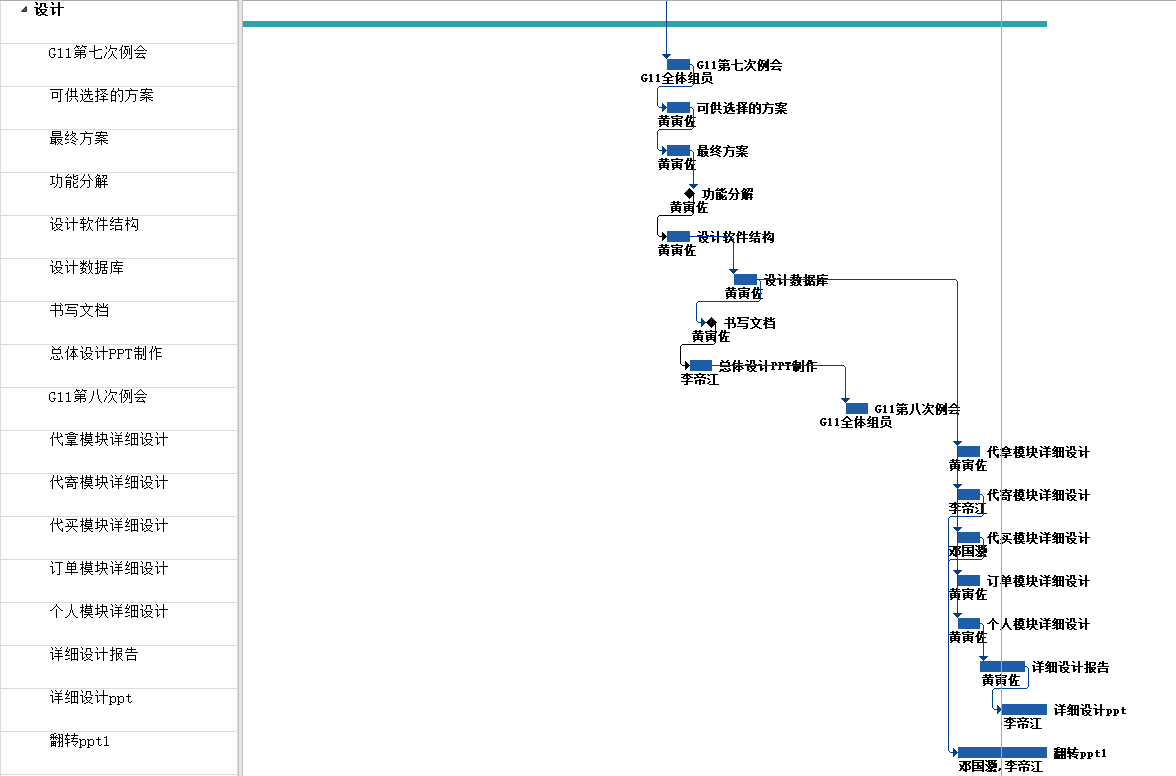 设计
G11第七次例会
G11第七次例会
G11全体组员
可供选择的方案
可供选择的方案
黄寅佐
最终方案
最终方案
黄寅佐
功能分解
功能分解
黄寅佐
设计软件结构
设计软件结构
黄寅佐
设计数据库
设计数据库
黄寅佐
书写文档
书写文档
黄寅佐
总体设计PPT制作
总体设计PPT制作
李帝江
G11第八次例会
G11第八次例会
G11全体组员
代拿模块详细设计
代拿模块详细设计
黄寅佐
代寄模块详细设计
代寄模块详细设计
李帝江
代买模块详细设计
代买模块详细设计
订单模块详细设计
订单模块详细设计
黄寅佐
个人模块详细设计
个人模块详细设计
黄寅佐
详细设计报告
详细设计报告
黄寅佐
详细设计ppt
详细设计ppt
李帝江
翻转ppt1
翻转ppt1
李帝江